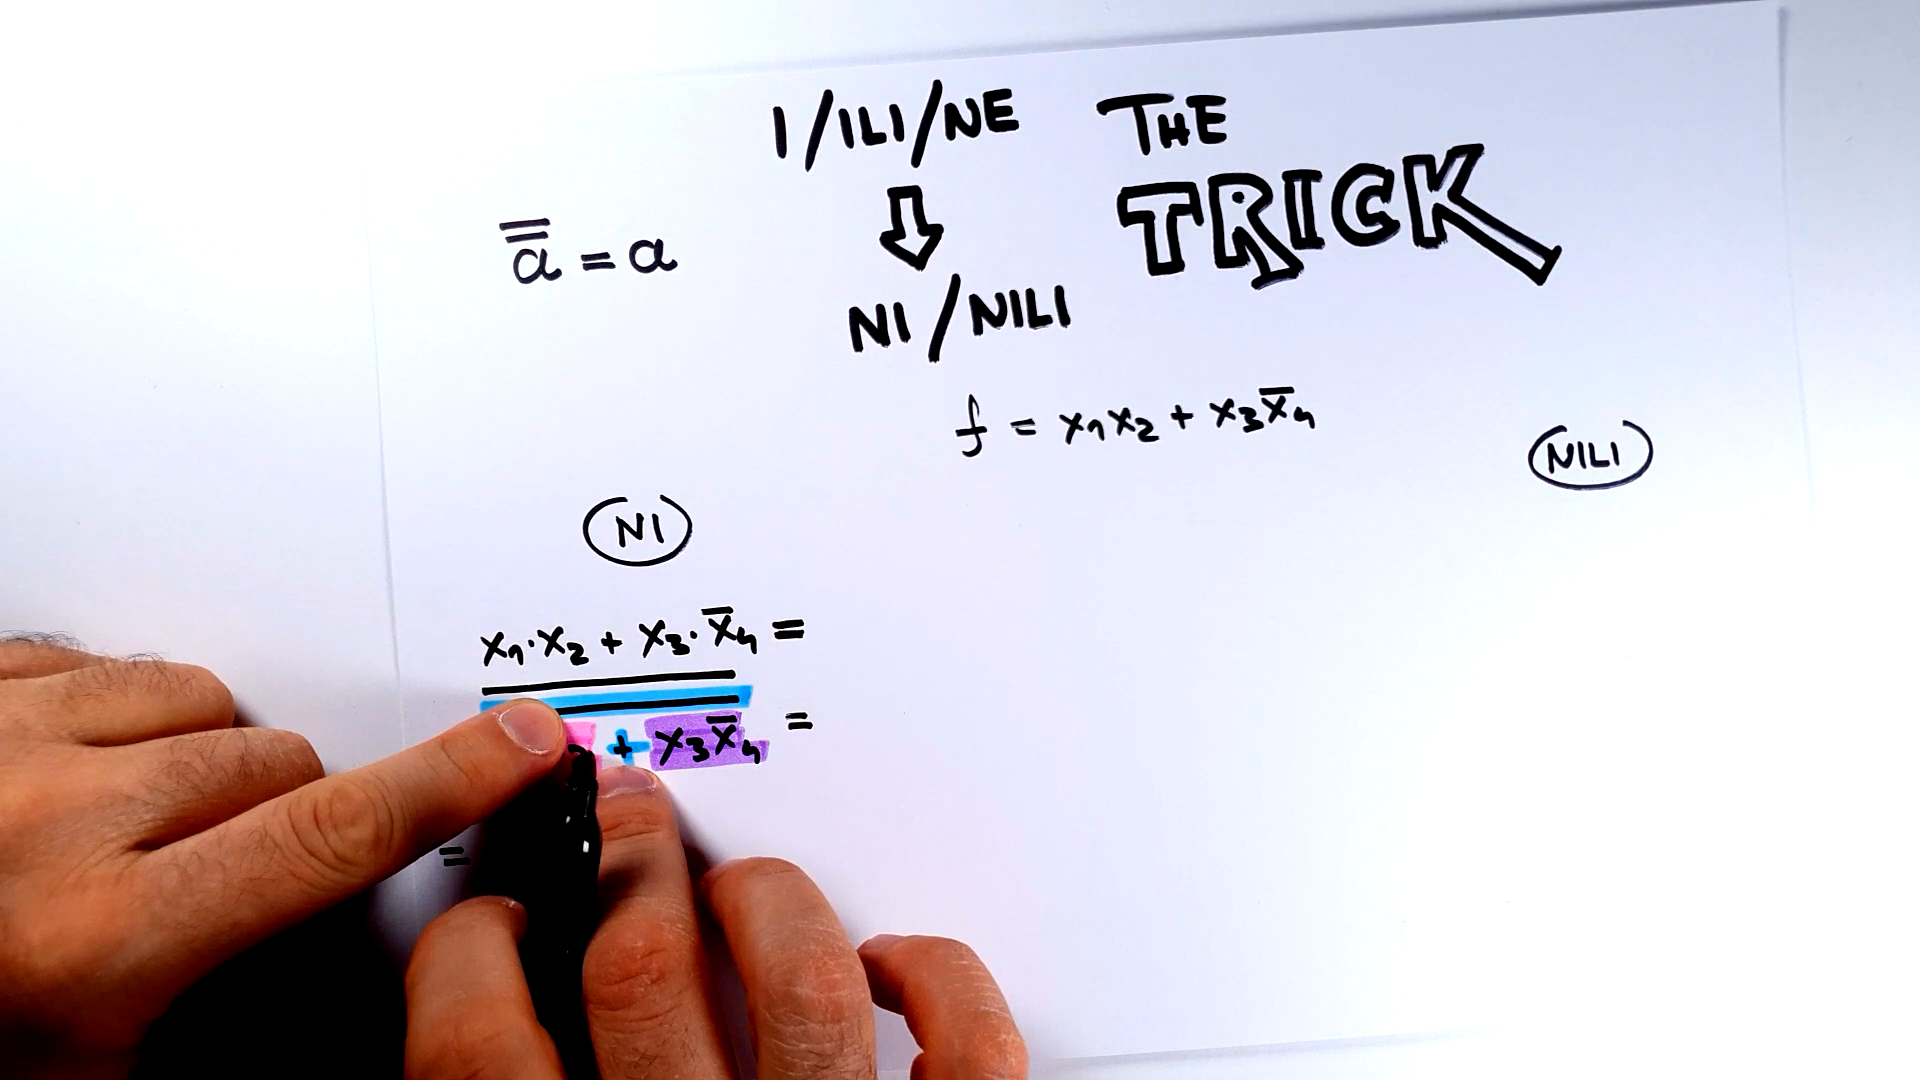 I/ILI/NE
THE
TRICK
a̿ = a
NI/NILI
f = x₁x₂ + x₃x̄₄
NILI
NI
x₁·x₂ + x₃·x̄₄ =
+ x₃x̄₄ =
=